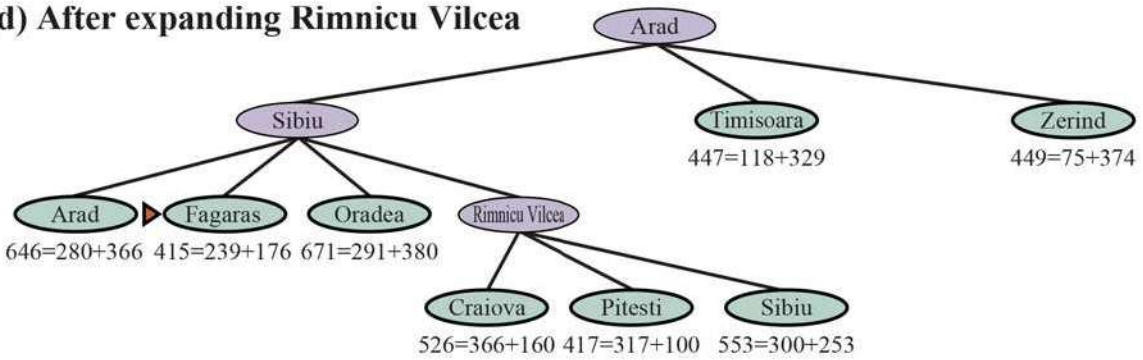 d) After expanding Rimnicu Vilcea
Arad
Sibiu
Timisoara
Zerind
447=118+329
449=75+374
Arad
Fagaras
Oradea
Rimnicu Vilcea
646=280+366
415=239+176
671=291+380
Craiova
Pitesti
Sibiu
526=366+160
417=317+100
553=300+253